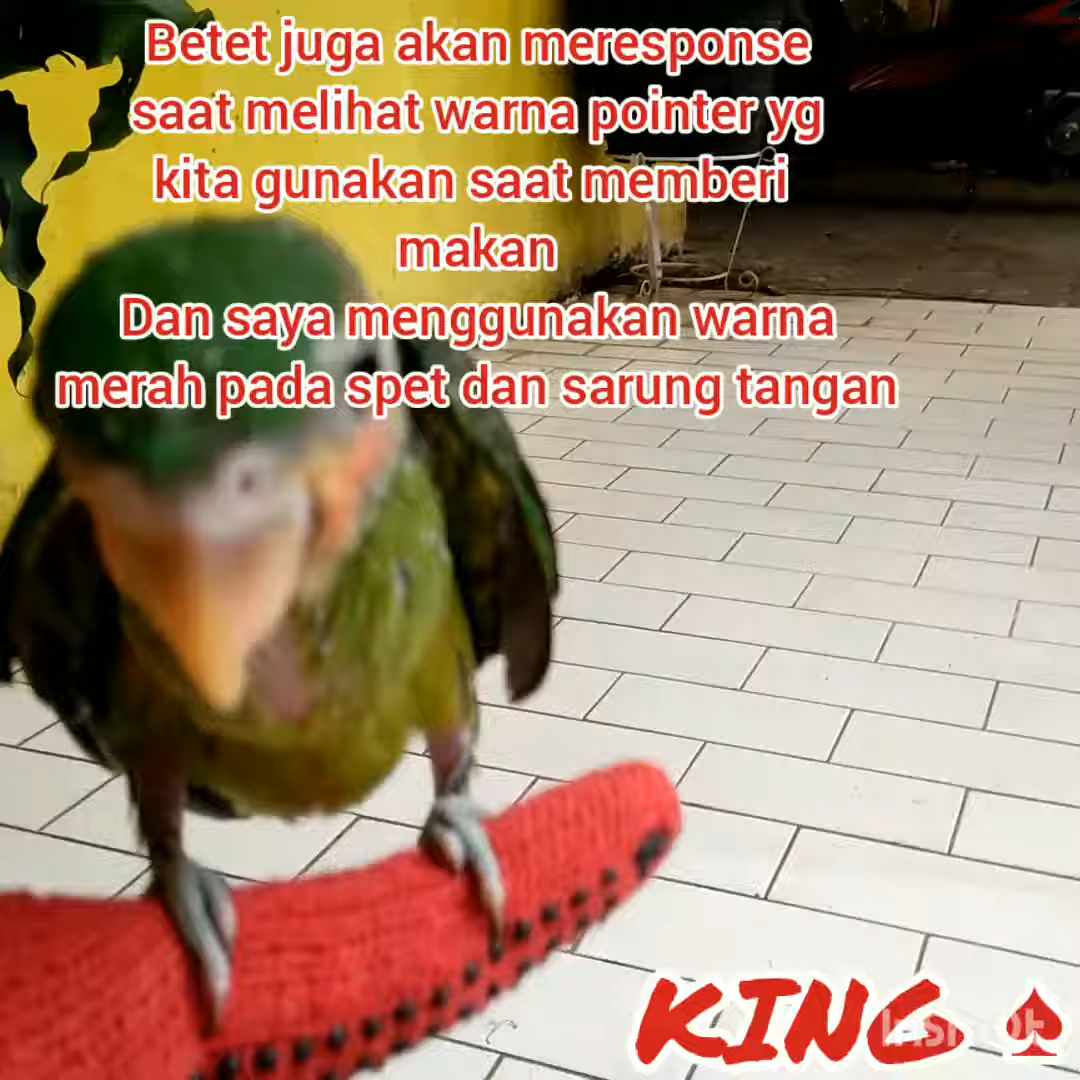 Betet juga akan meresponse
saat melihat warna pointer yg
kita gunakan saat memberi
makan
Dan saya menggunakan warna
merah pada spet dan sarung tangan
KING
InShot